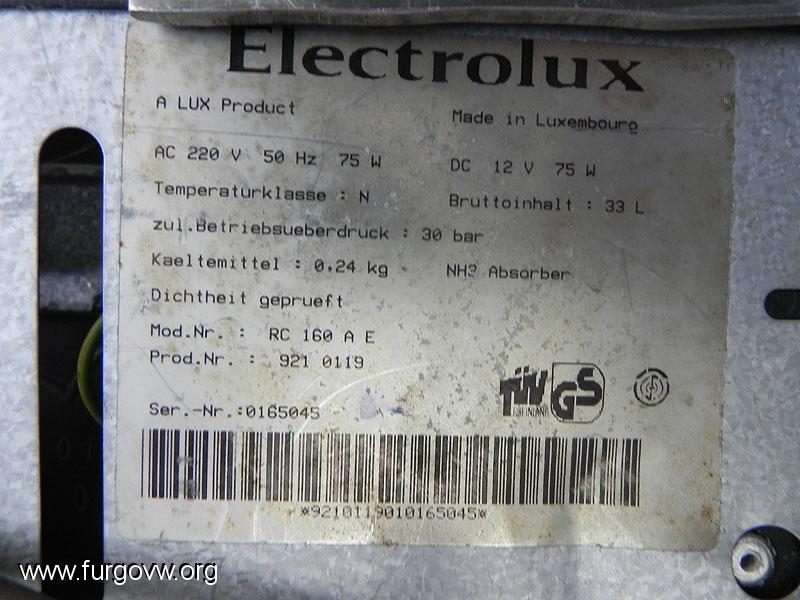 Electrolux
A LUX Product Made in Luxembourg
AC 220 V 50 Hz 75 W DC 12 V 75 W
Temperaturklasse : N Bruttoinhalt : 33 L
zul.Betriebsueberdruck : 30 bar
Kaeltemittel : 0,24 kg NH3 Absorber
Dichtheit geprueft
Mod.Nr. : RC 160 A E
Prod.Nr. : 921 0119
TÜV GS
Ser.-Nr.:0165045
*9210119010165045*
www.furgovw.org